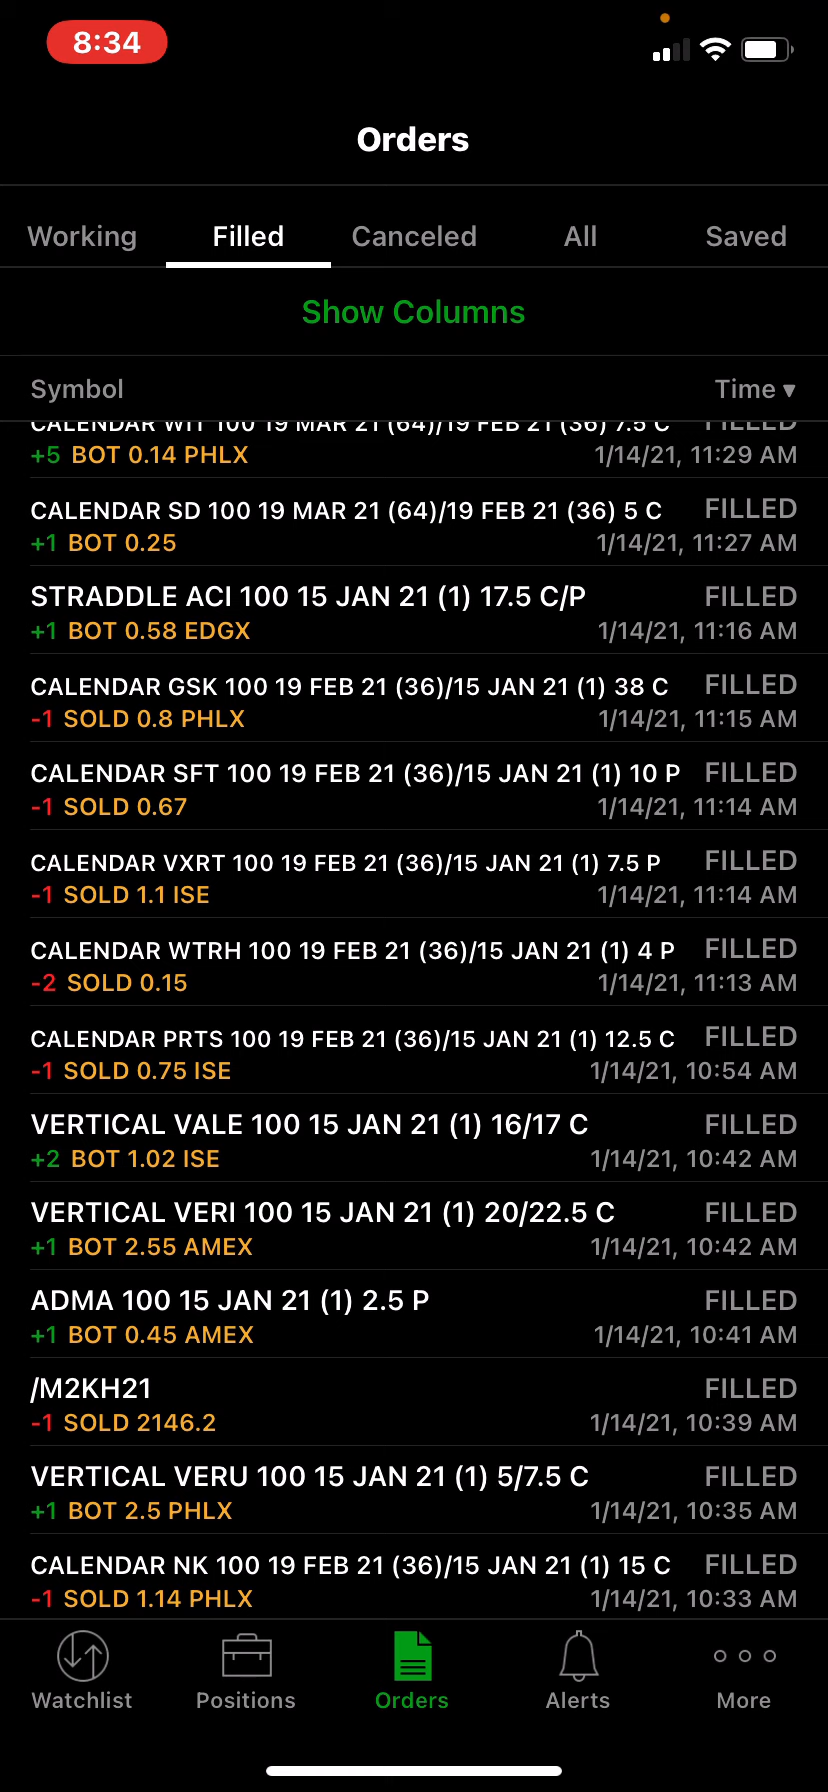 8:34
Orders
Working Filled Canceled All Saved
Show Columns
Symbol Time ▾
CALENDAR WIT 100 19 MAR 21 (64)/19 FEB 21 (36) 7.5 C FILLED
+5 BOT 0.14 PHLX 1/14/21, 11:29 AM
CALENDAR SD 100 19 MAR 21 (64)/19 FEB 21 (36) 5 C FILLED
+1 BOT 0.25 1/14/21, 11:27 AM
STRADDLE ACI 100 15 JAN 21 (1) 17.5 C/P FILLED
+1 BOT 0.58 EDGX 1/14/21, 11:16 AM
CALENDAR GSK 100 19 FEB 21 (36)/15 JAN 21 (1) 38 C FILLED
-1 SOLD 0.8 PHLX 1/14/21, 11:15 AM
CALENDAR SFT 100 19 FEB 21 (36)/15 JAN 21 (1) 10 P FILLED
-1 SOLD 0.67 1/14/21, 11:14 AM
CALENDAR VXRT 100 19 FEB 21 (36)/15 JAN 21 (1) 7.5 P FILLED
-1 SOLD 1.1 ISE 1/14/21, 11:14 AM
CALENDAR WTRH 100 19 FEB 21 (36)/15 JAN 21 (1) 4 P FILLED
-2 SOLD 0.15 1/14/21, 11:13 AM
CALENDAR PRTS 100 19 FEB 21 (36)/15 JAN 21 (1) 12.5 C FILLED
-1 SOLD 0.75 ISE 1/14/21, 10:54 AM
VERTICAL VALE 100 15 JAN 21 (1) 16/17 C FILLED
+2 BOT 1.02 ISE 1/14/21, 10:42 AM
VERTICAL VERI 100 15 JAN 21 (1) 20/22.5 C FILLED
+1 BOT 2.55 AMEX 1/14/21, 10:42 AM
ADMA 100 15 JAN 21 (1) 2.5 P FILLED
+1 BOT 0.45 AMEX 1/14/21, 10:41 AM
/M2KH21 FILLED
-1 SOLD 2146.2 1/14/21, 10:39 AM
VERTICAL VERU 100 15 JAN 21 (1) 5/7.5 C FILLED
+1 BOT 2.5 PHLX 1/14/21, 10:35 AM
CALENDAR NK 100 19 FEB 21 (36)/15 JAN 21 (1) 15 C FILLED
-1 SOLD 1.14 PHLX 1/14/21, 10:33 AM
Watchlist Positions Orders Alerts More